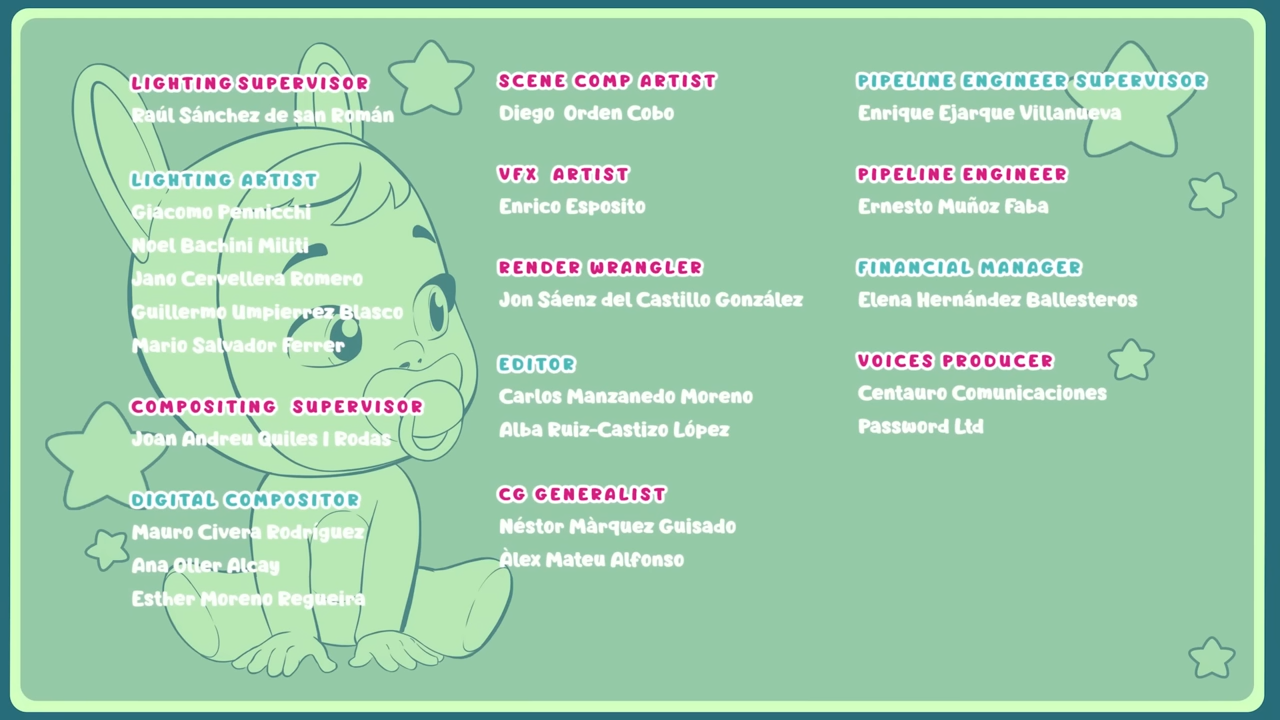 LIGHTING SUPERVISOR
Raúl Sánchez de san Román
LIGHTING ARTIST
Giacomo Pennicchi
Noel Bachini Militi
Jano Cervellera Romero
Guillermo Umpierrez Blasco
Mario Salvador Ferrer
COMPOSITING SUPERVISOR
Joan Andreu Quiles I Rodas
DIGITAL COMPOSITOR
Mauro Civera Rodríguez
Ana Oller Alcay
Esther Moreno Regueira
SCENE COMP ARTIST
Diego Orden Cobo
VFX ARTIST
Enrico Esposito
RENDER WRANGLER
Jon Sáenz del Castillo González
EDITOR
Carlos Manzanedo Moreno
Alba Ruiz-Castizo López
CG GENERALIST
Néstor Màrquez Guisado
Àlex Mateu Alfonso
PIPELINE ENGINEER SUPERVISOR
Enrique Ejarque Villanueva
PIPELINE ENGINEER
Ernesto Muñoz Faba
FINANCIAL MANAGER
Elena Hernández Ballesteros
VOICES PRODUCER
Centauro Comunicaciones
Password Ltd